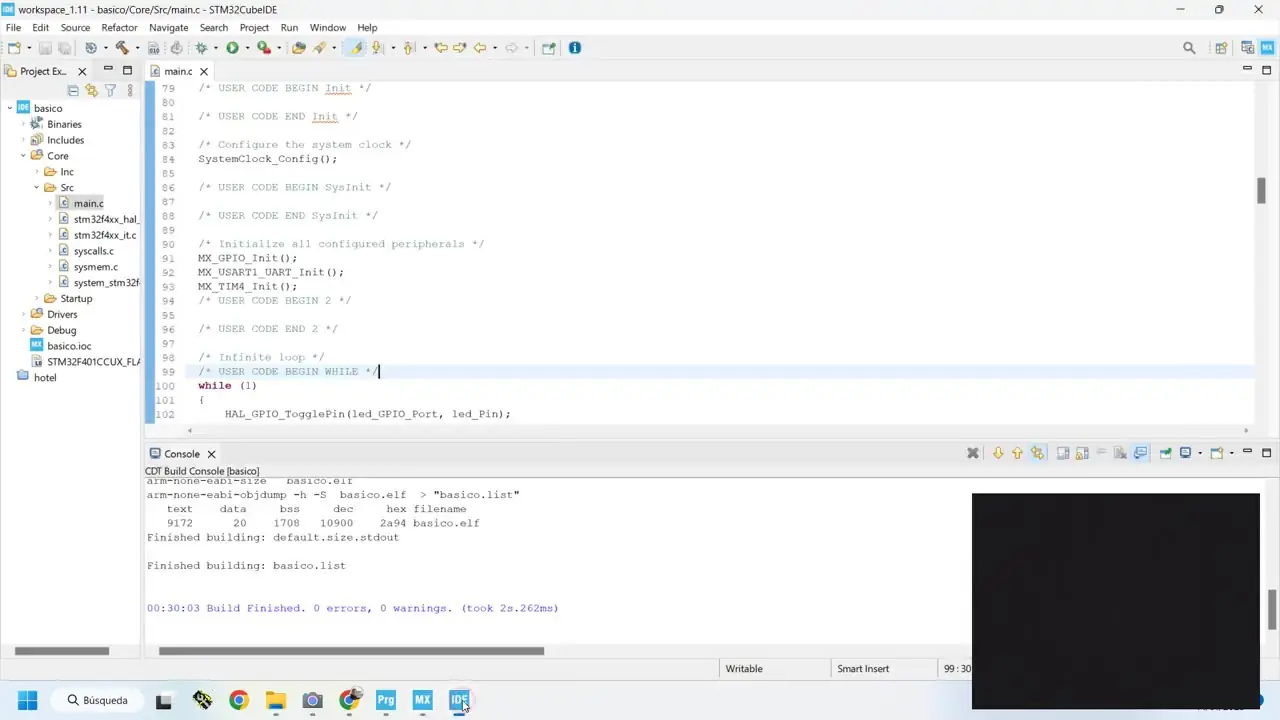 IDE workspace_1.11 - basico/Core/Src/main.c - STM32CubeIDE
File Edit Source Refactor Navigate Search Project Run Window Help
Project Ex...
main.c
basico
Binaries
Includes
Core
Inc
Src
main.c
stm32f4xx_hal_
stm32f4xx_it.c
syscalls.c
sysmem.c
system_stm32f
Startup
Drivers
Debug
basico.ioc
STM32F401CCUX_FLA
hotel
79 /* USER CODE BEGIN Init */
80
81 /* USER CODE END Init */
82
83 /* Configure the system clock */
84 SystemClock_Config();
85
86 /* USER CODE BEGIN SysInit */
87
88 /* USER CODE END SysInit */
89
90 /* Initialize all configured peripherals */
91 MX_GPIO_Init();
92 MX_USART1_UART_Init();
93 MX_TIM4_Init();
94 /* USER CODE BEGIN 2 */
95
96 /* USER CODE END 2 */
97
98 /* Infinite loop */
99 /* USER CODE BEGIN WHILE */
100 while (1)
101 {
102 HAL_GPIO_TogglePin(led_GPIO_Port, led_Pin);
Console
CDT Build Console [basico]
arm-none-eabi-size basico.elf
arm-none-eabi-objdump -h -S basico.elf > "basico.list"
text data bss dec hex filename
9172 20 1708 10900 2a94 basico.elf
Finished building: default.size.stdout
Finished building: basico.list
00:30:03 Build Finished. 0 errors, 0 warnings. (took 2s.262ms)
Writable Smart Insert 99 : 30
Búsqueda Prg MX IDE